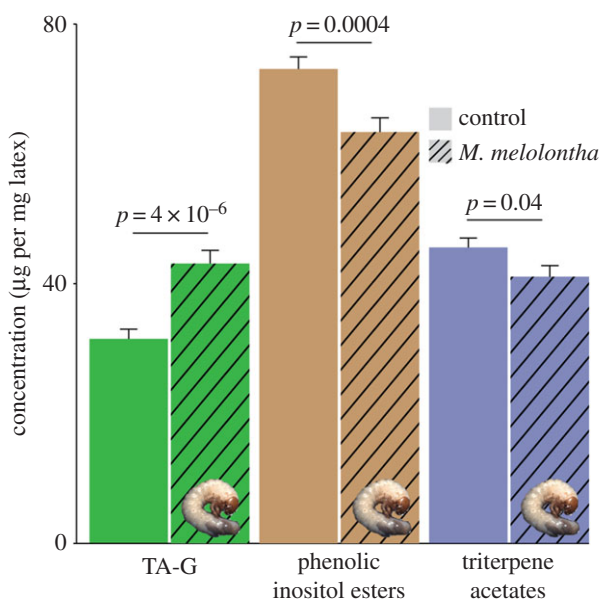 80
p = 0.0004
control
M. melolontha
p = 4 × 10⁻⁶
p = 0.04
concentration (µg per mg latex)
40
0
TA-G
phenolic
inositol esters
triterpene
acetates